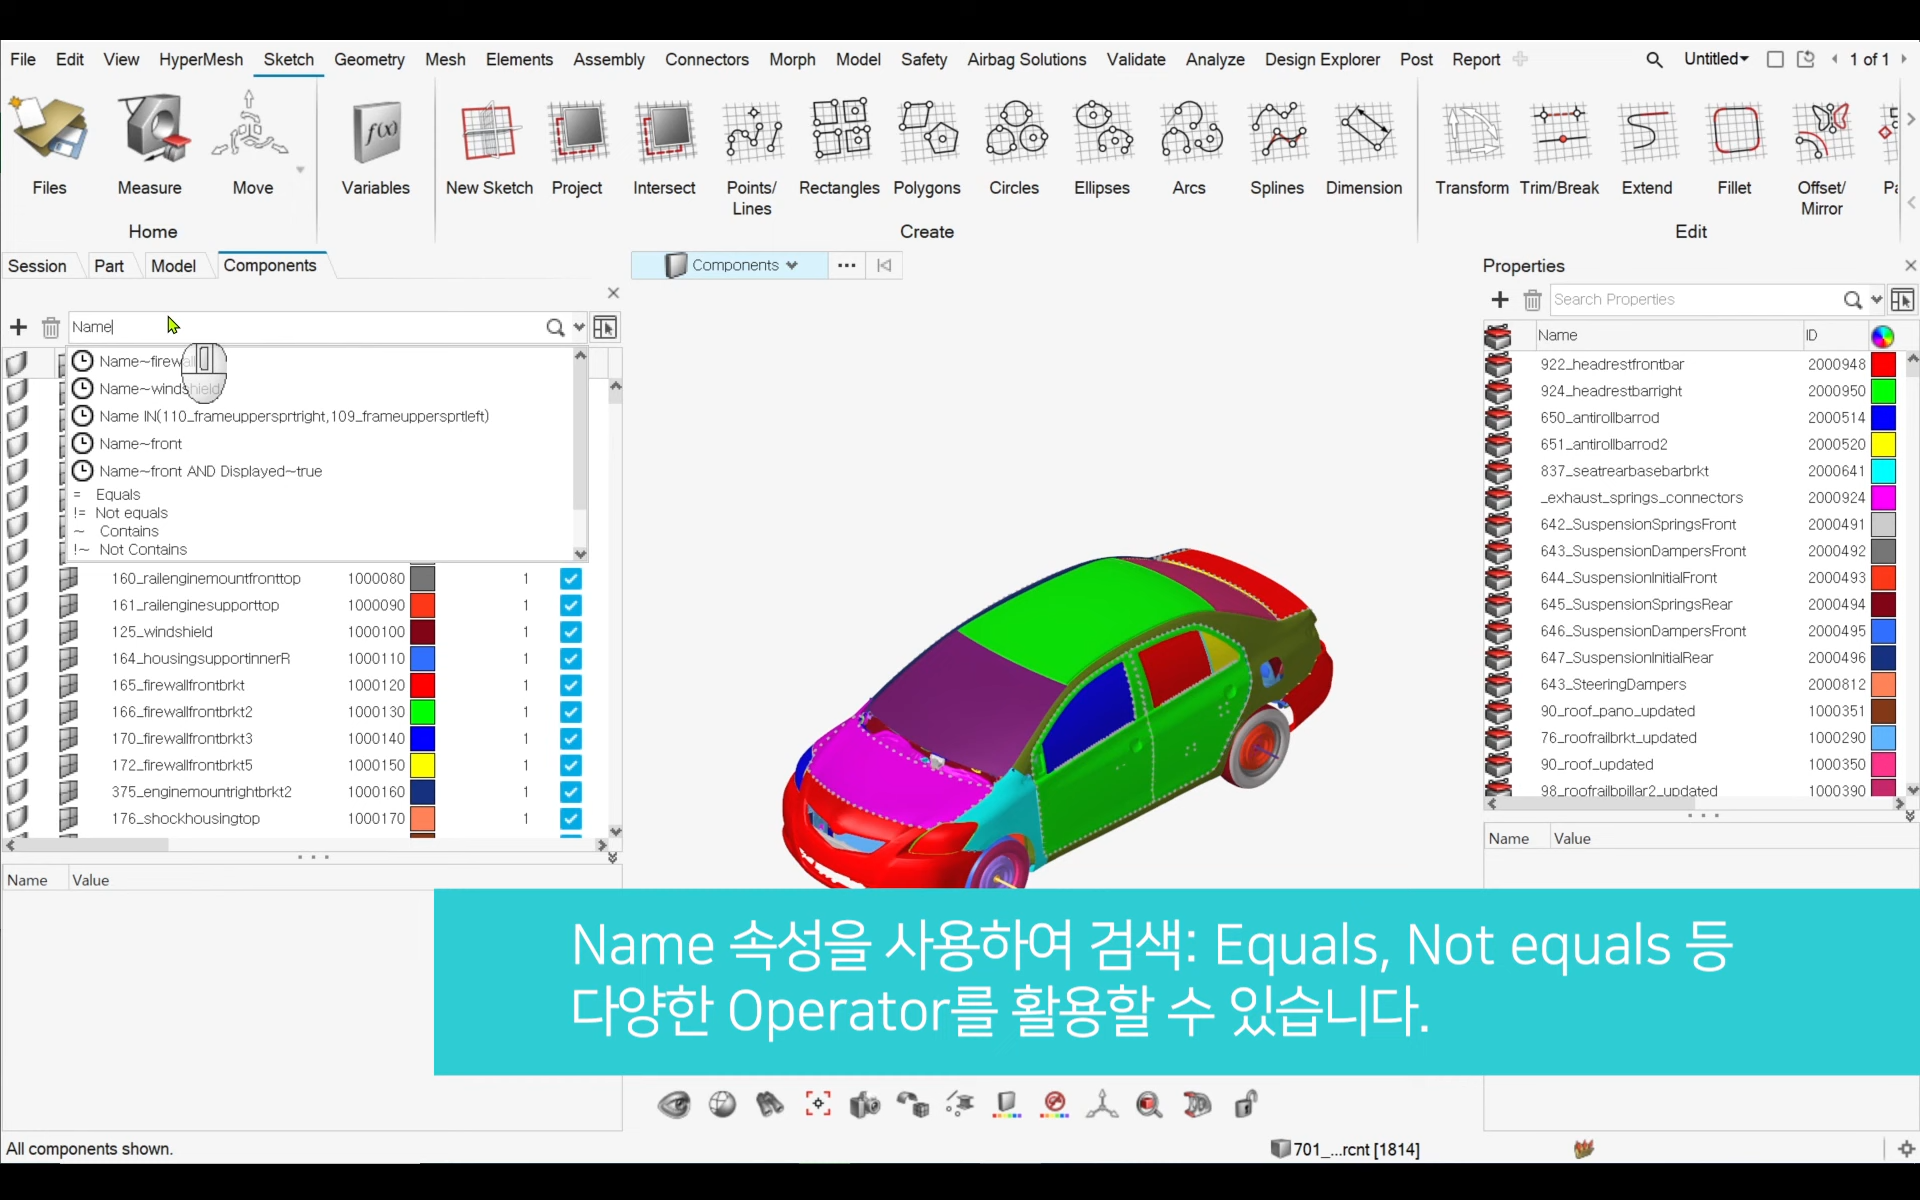 File Edit View HyperMesh Sketch Geometry Mesh Elements Assembly Connectors Morph Model Safety Airbag Solutions Validate Analyze Design Explorer Post Report Untitled 1 of 1
Files Measure Move Variables New Sketch Project Intersect Points/ Rectangles Polygons Circles Ellipses Arcs Splines Dimension Transform Trim/Break Extend Fillet Offset/
Lines Mirror
Home Create Edit
Session Part Model Components
Components
Properties
Name
Search Properties
Name~firewall
Name~windshield
Name IN(110_frameuppersprtright,109_frameuppersprtleft)
Name~front
Name~front AND Displayed~true
= Equals
!= Not equals
~ Contains
!~ Not Contains
160_railenginemountfronttop 1000080 1
161_railenginesupporttop 1000090 1
125_windshield 1000100 1
164_housingsupportinnerR 1000110 1
165_firewallfrontbrkt 1000120 1
166_firewallfrontbrkt2 1000130 1
170_firewallfrontbrkt3 1000140 1
172_firewallfrontbrkt5 1000150 1
375_enginemountrightbrkt2 1000160 1
176_shockhousingtop 1000170 1
Name Value
Name ID
922_headrestfrontbar 2000948
924_headrestbarright 2000950
650_antirollbarrod 2000514
651_antirollbarrod2 2000520
837_seatrearbasebarbrkt 2000641
_exhaust_springs_connectors 2000924
642_SuspensionSpringsFront 2000491
643_SuspensionDampersFront 2000492
644_SuspensionInitialFront 2000493
645_SuspensionSpringsRear 2000494
646_SuspensionDampersFront 2000495
647_SuspensionInitialRear 2000496
643_SteeringDampers 2000812
90_roof_pano_updated 1000351
76_roofrailbrkt_updated 1000290
90_roof_updated 1000350
98_roofrailbpillar2_updated 1000390
Name Value
Name 속성을 사용하여 검색: Equals, Not equals 등
다양한 Operator를 활용할 수 있습니다.
All components shown.
701_...rcnt [1814]